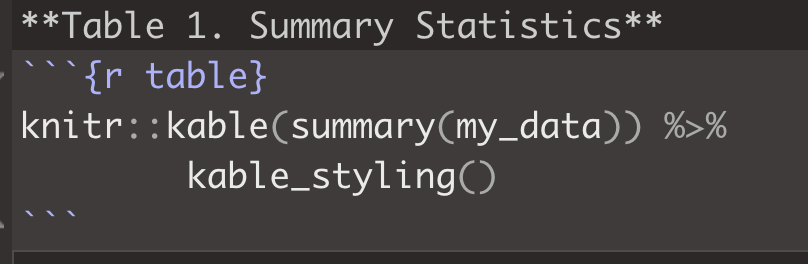 **Table 1. Summary Statistics**
```{r table}
knitr::kable(summary(my_data)) %>%
        kable_styling()
```